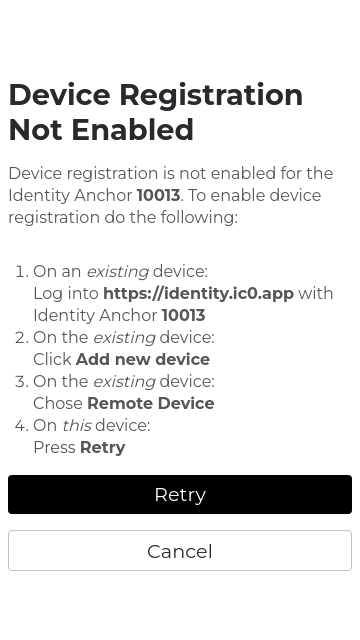 Device Registration
Not Enabled
Device registration is not enabled for the
Identity Anchor 10013. To enable device
registration do the following:
1. On an existing device:
Log into https://identity.ic0.app with
Identity Anchor 10013
2. On the existing device:
Click Add new device
3. On the existing device:
Chose Remote Device
4. On this device:
Press Retry
Retry
Cancel